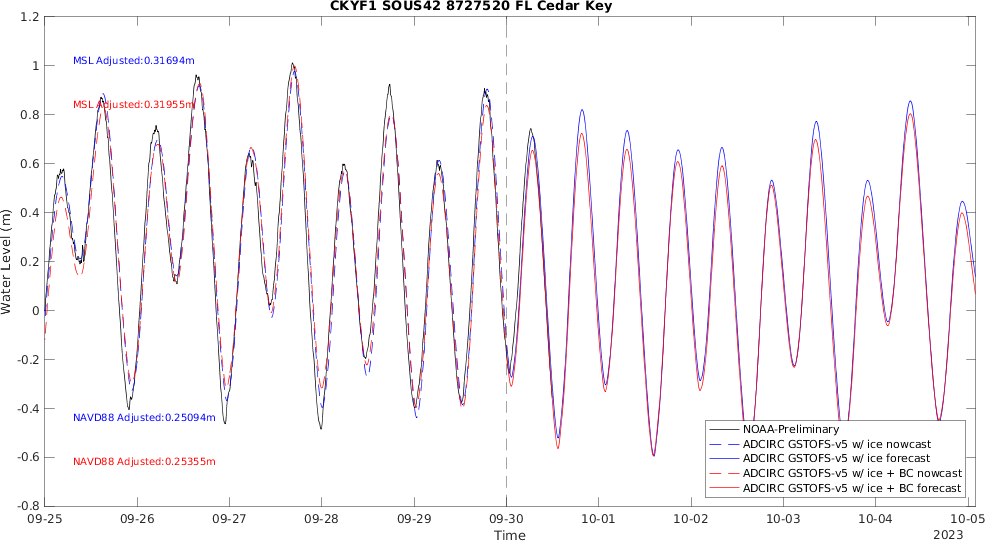 CKYF1 SOUS42 8727520 FL Cedar Key
1.2
1
0.8
0.6
0.4
0.2
0
-0.2
-0.4
-0.6
-0.8
Water Level (m)
MSL Adjusted:0.31694m
MSL Adjusted:0.31955m
NAVD88 Adjusted:0.25094m
NAVD88 Adjusted:0.25355m
NOAA-Preliminary
ADCIRC GSTOFS-v5 w/ ice nowcast
ADCIRC GSTOFS-v5 w/ ice forecast
ADCIRC GSTOFS-v5 w/ ice + BC nowcast
ADCIRC GSTOFS-v5 w/ ice + BC forecast
09-25 09-26 09-27 09-28 09-29 09-30 10-01 10-02 10-03 10-04 10-05
Time
2023